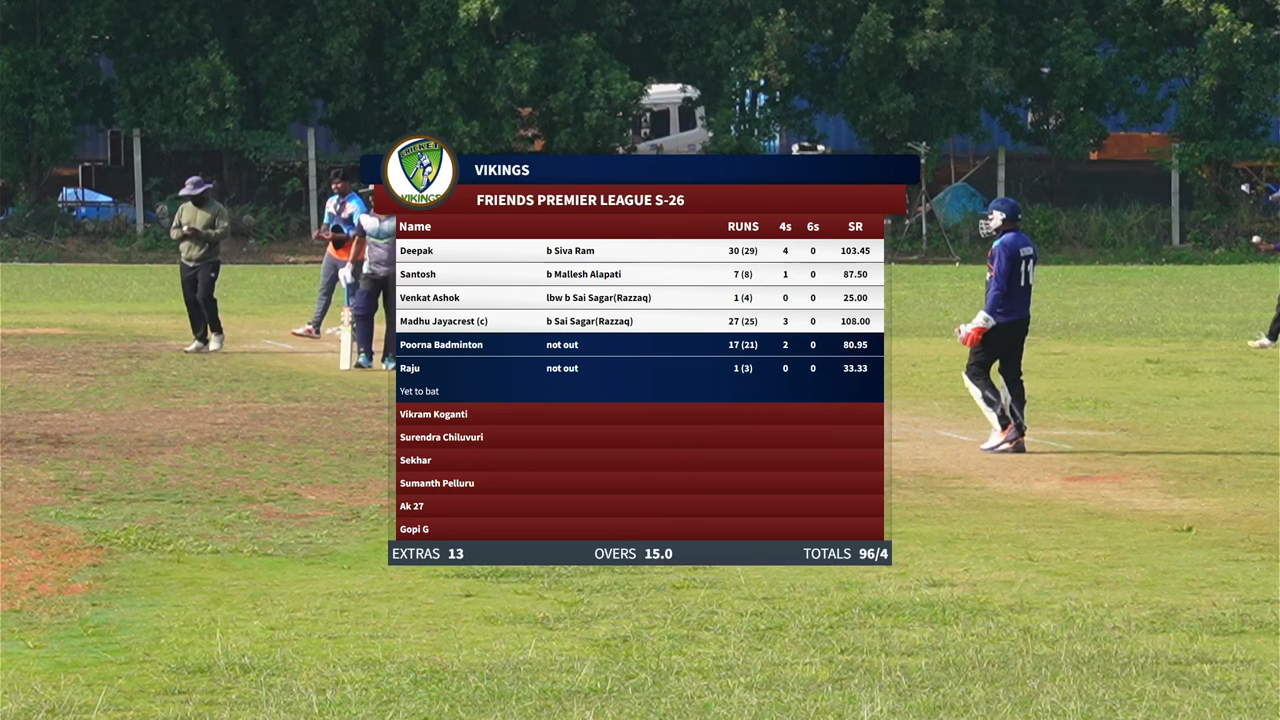 CRICKET
VIKINGS
VIKINGS
FRIENDS PREMIER LEAGUE S-26
Name RUNS 4s 6s SR
Deepak b Siva Ram 30 (29) 4 0 103.45
Santosh b Mallesh Alapati 7 (8) 1 0 87.50
Venkat Ashok lbw b Sai Sagar(Razzaq) 1 (4) 0 0 25.00
Madhu Jayacrest (c) b Sai Sagar(Razzaq) 27 (25) 3 0 108.00
Poorna Badminton not out 17 (21) 2 0 80.95
Raju not out 1 (3) 0 0 33.33
Yet to bat
Vikram Koganti
Surendra Chiluvuri
Sekhar
Sumanth Pelluru
Ak 27
Gopi G
EXTRAS 13 OVERS 15.0 TOTALS 96/4
11